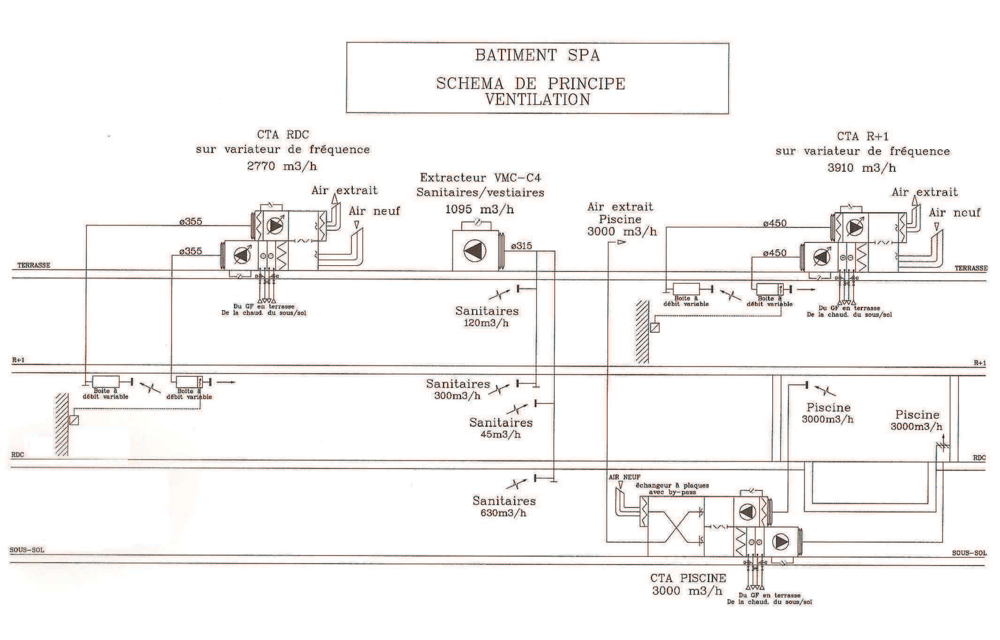 BATIMENT SPA
SCHEMA DE PRINCIPE
VENTILATION
CTA RDC
sur variateur de fréquence
2770 m3/h
Air extrait
Air neuf
ø355
ø355
Du GF en terrasse
De la chaud. du sous/sol
Extracteur VMC-C4
Sanitaires/vestiaires
1095 m3/h
ø315
Air extrait
Piscine
3000 m3/h
CTA R+1
sur variateur de fréquence
3910 m3/h
Air extrait
Air neuf
ø450
ø450
Du GF en terrasse
De la chaud. du sous/sol
TERRASSE
TERRASSE
Sanitaires
120m3/h
Boite à
débit variable
Boite à
débit variable
R+1
R+1
Boite à
débit variable
Boite à
débit variable
Sanitaires
300m3/h
Sanitaires
45m3/h
Piscine
3000m3/h
Piscine
3000m3/h
RDC
RDC
Sanitaires
630m3/h
AIR NEUF
échangeur à plaques
avec by-pass
SOUS-SOL
SOUS-SOL
CTA PISCINE
3000 m3/h
Du GF en terrasse
De la chaud. du sous/sol